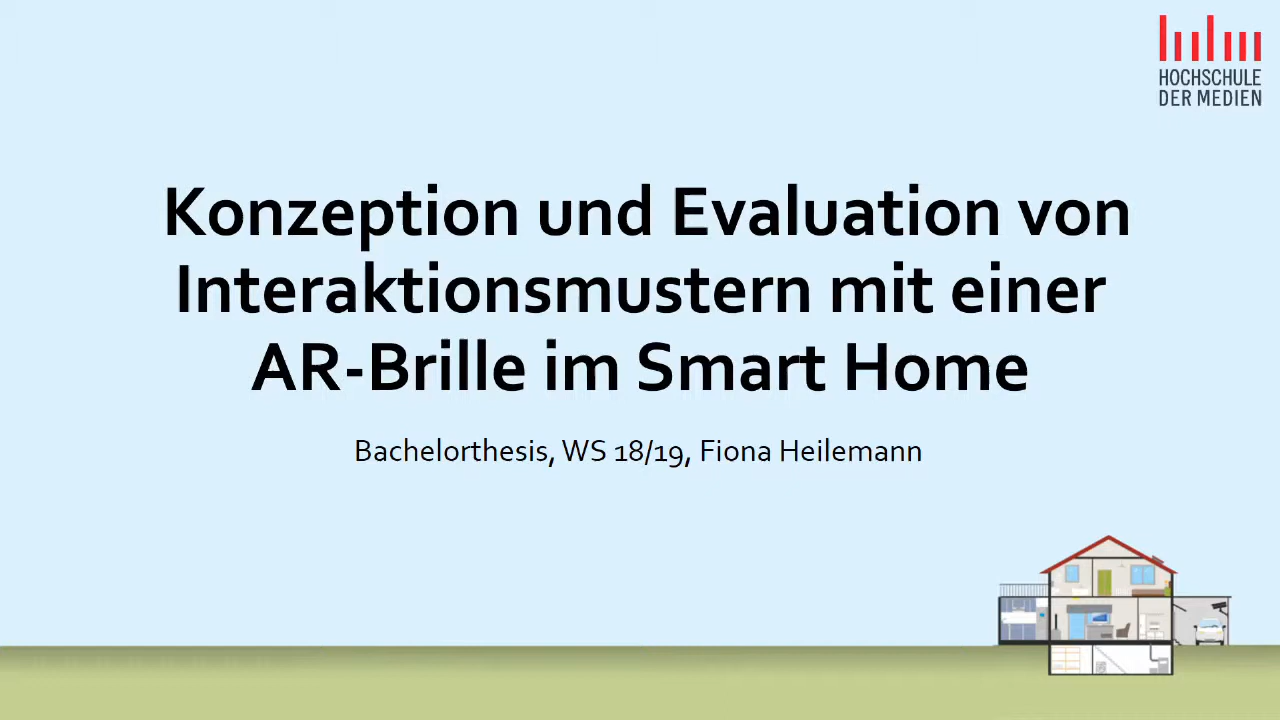 HOCHSCHULE
DER MEDIEN
Konzeption und Evaluation von
Interaktionsmustern mit einer
AR-Brille im Smart Home
Bachelorthesis, WS 18/19, Fiona Heilemann